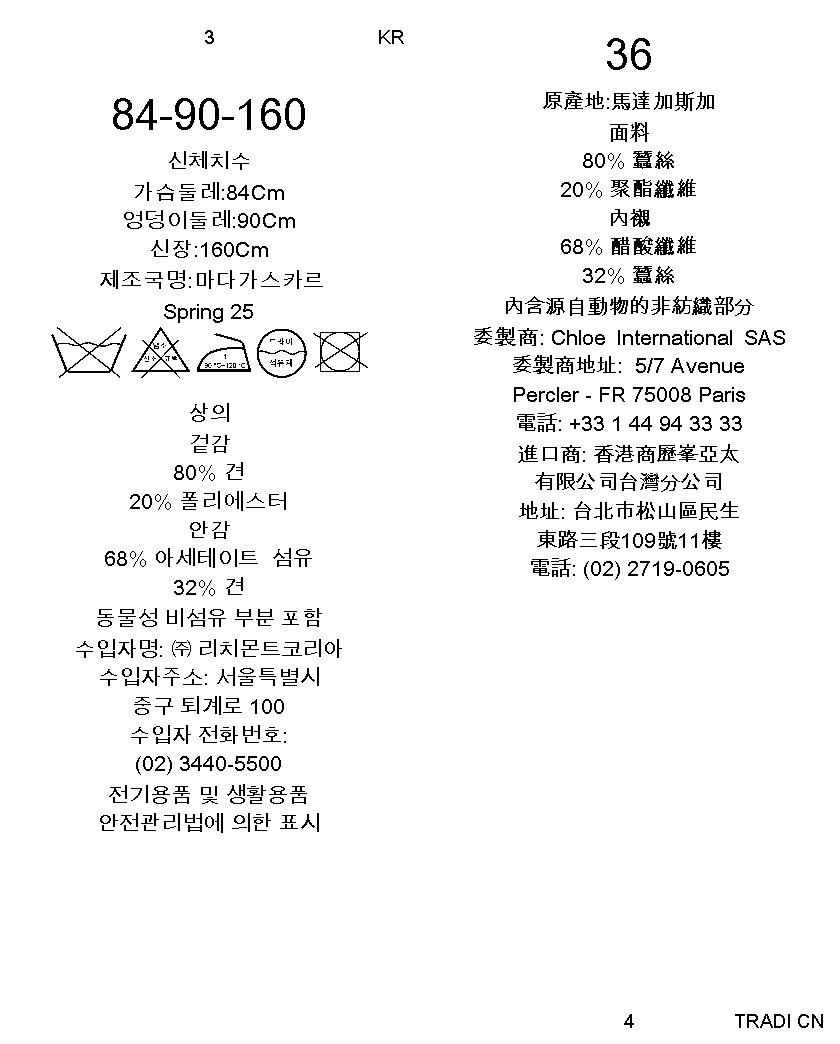 3 KR
84-90-160
신체치수
가슴둘레:84Cm
엉덩이둘레:90Cm
신장:160Cm
제조국명:마다가스카르
Spring 25
염소
산소 표백
1
90 °C~120 °C
드라이
석유계
상의
겉감
80% 견
20% 폴리에스터
안감
68% 아세테이트 섬유
32% 견
동물성 비섬유 부분 포함
수입자명: ㈜ 리치몬트코리아
수입자주소: 서울특별시
중구 퇴계로 100
수입자 전화번호:
(02) 3440-5500
전기용품 및 생활용품
안전관리법에 의한 표시
36
原產地:馬達加斯加
面料
80% 蠶絲
20% 聚酯纖維
內襯
68% 醋酸纖維
32% 蠶絲
內含源自動物的非紡織部分
委製商: Chloe International SAS
委製商地址: 5/7 Avenue
Percler - FR 75008 Paris
電話: +33 1 44 94 33 33
進口商: 香港商歷峯亞太
有限公司台灣分公司
地址: 台北市松山區民生
東路三段109號11樓
電話: (02) 2719-0605
4 TRADI CN